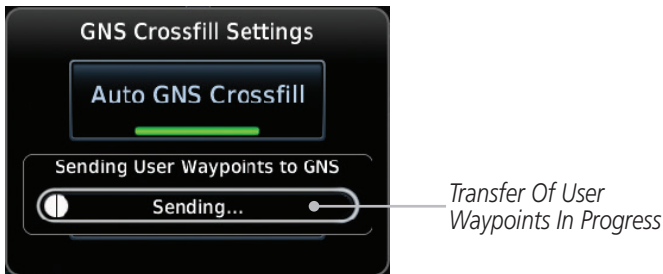 GNS Crossfill Settings
Auto GNS Crossfill
Sending User Waypoints to GNS
Sending...
Transfer Of User
Waypoints In Progress